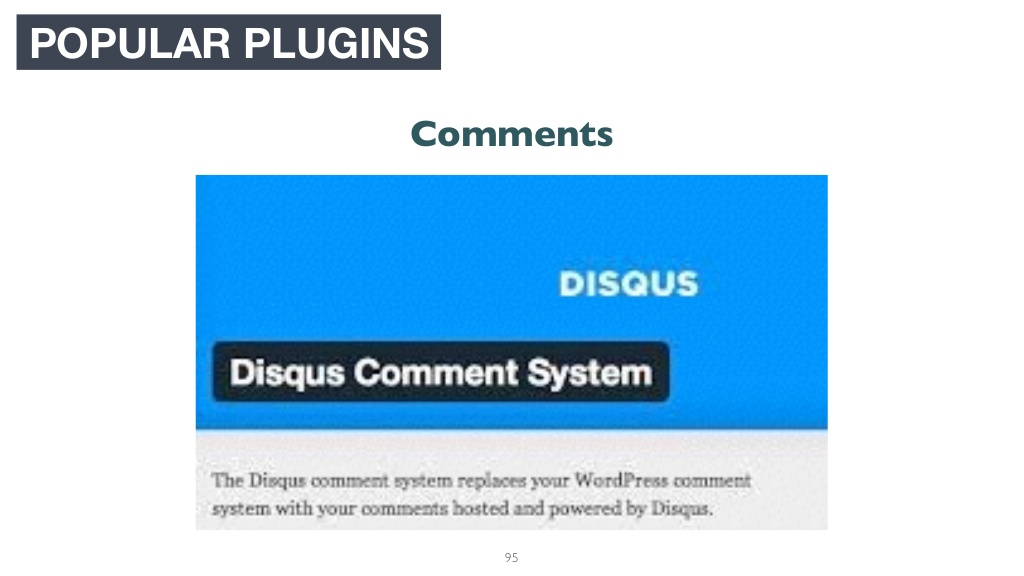 POPULAR PLUGINS
Comments
DISQUS
Disqus Comment System
The Disqus comment system replaces your WordPress comment
system with your comments hosted and powered by Disqus.
95